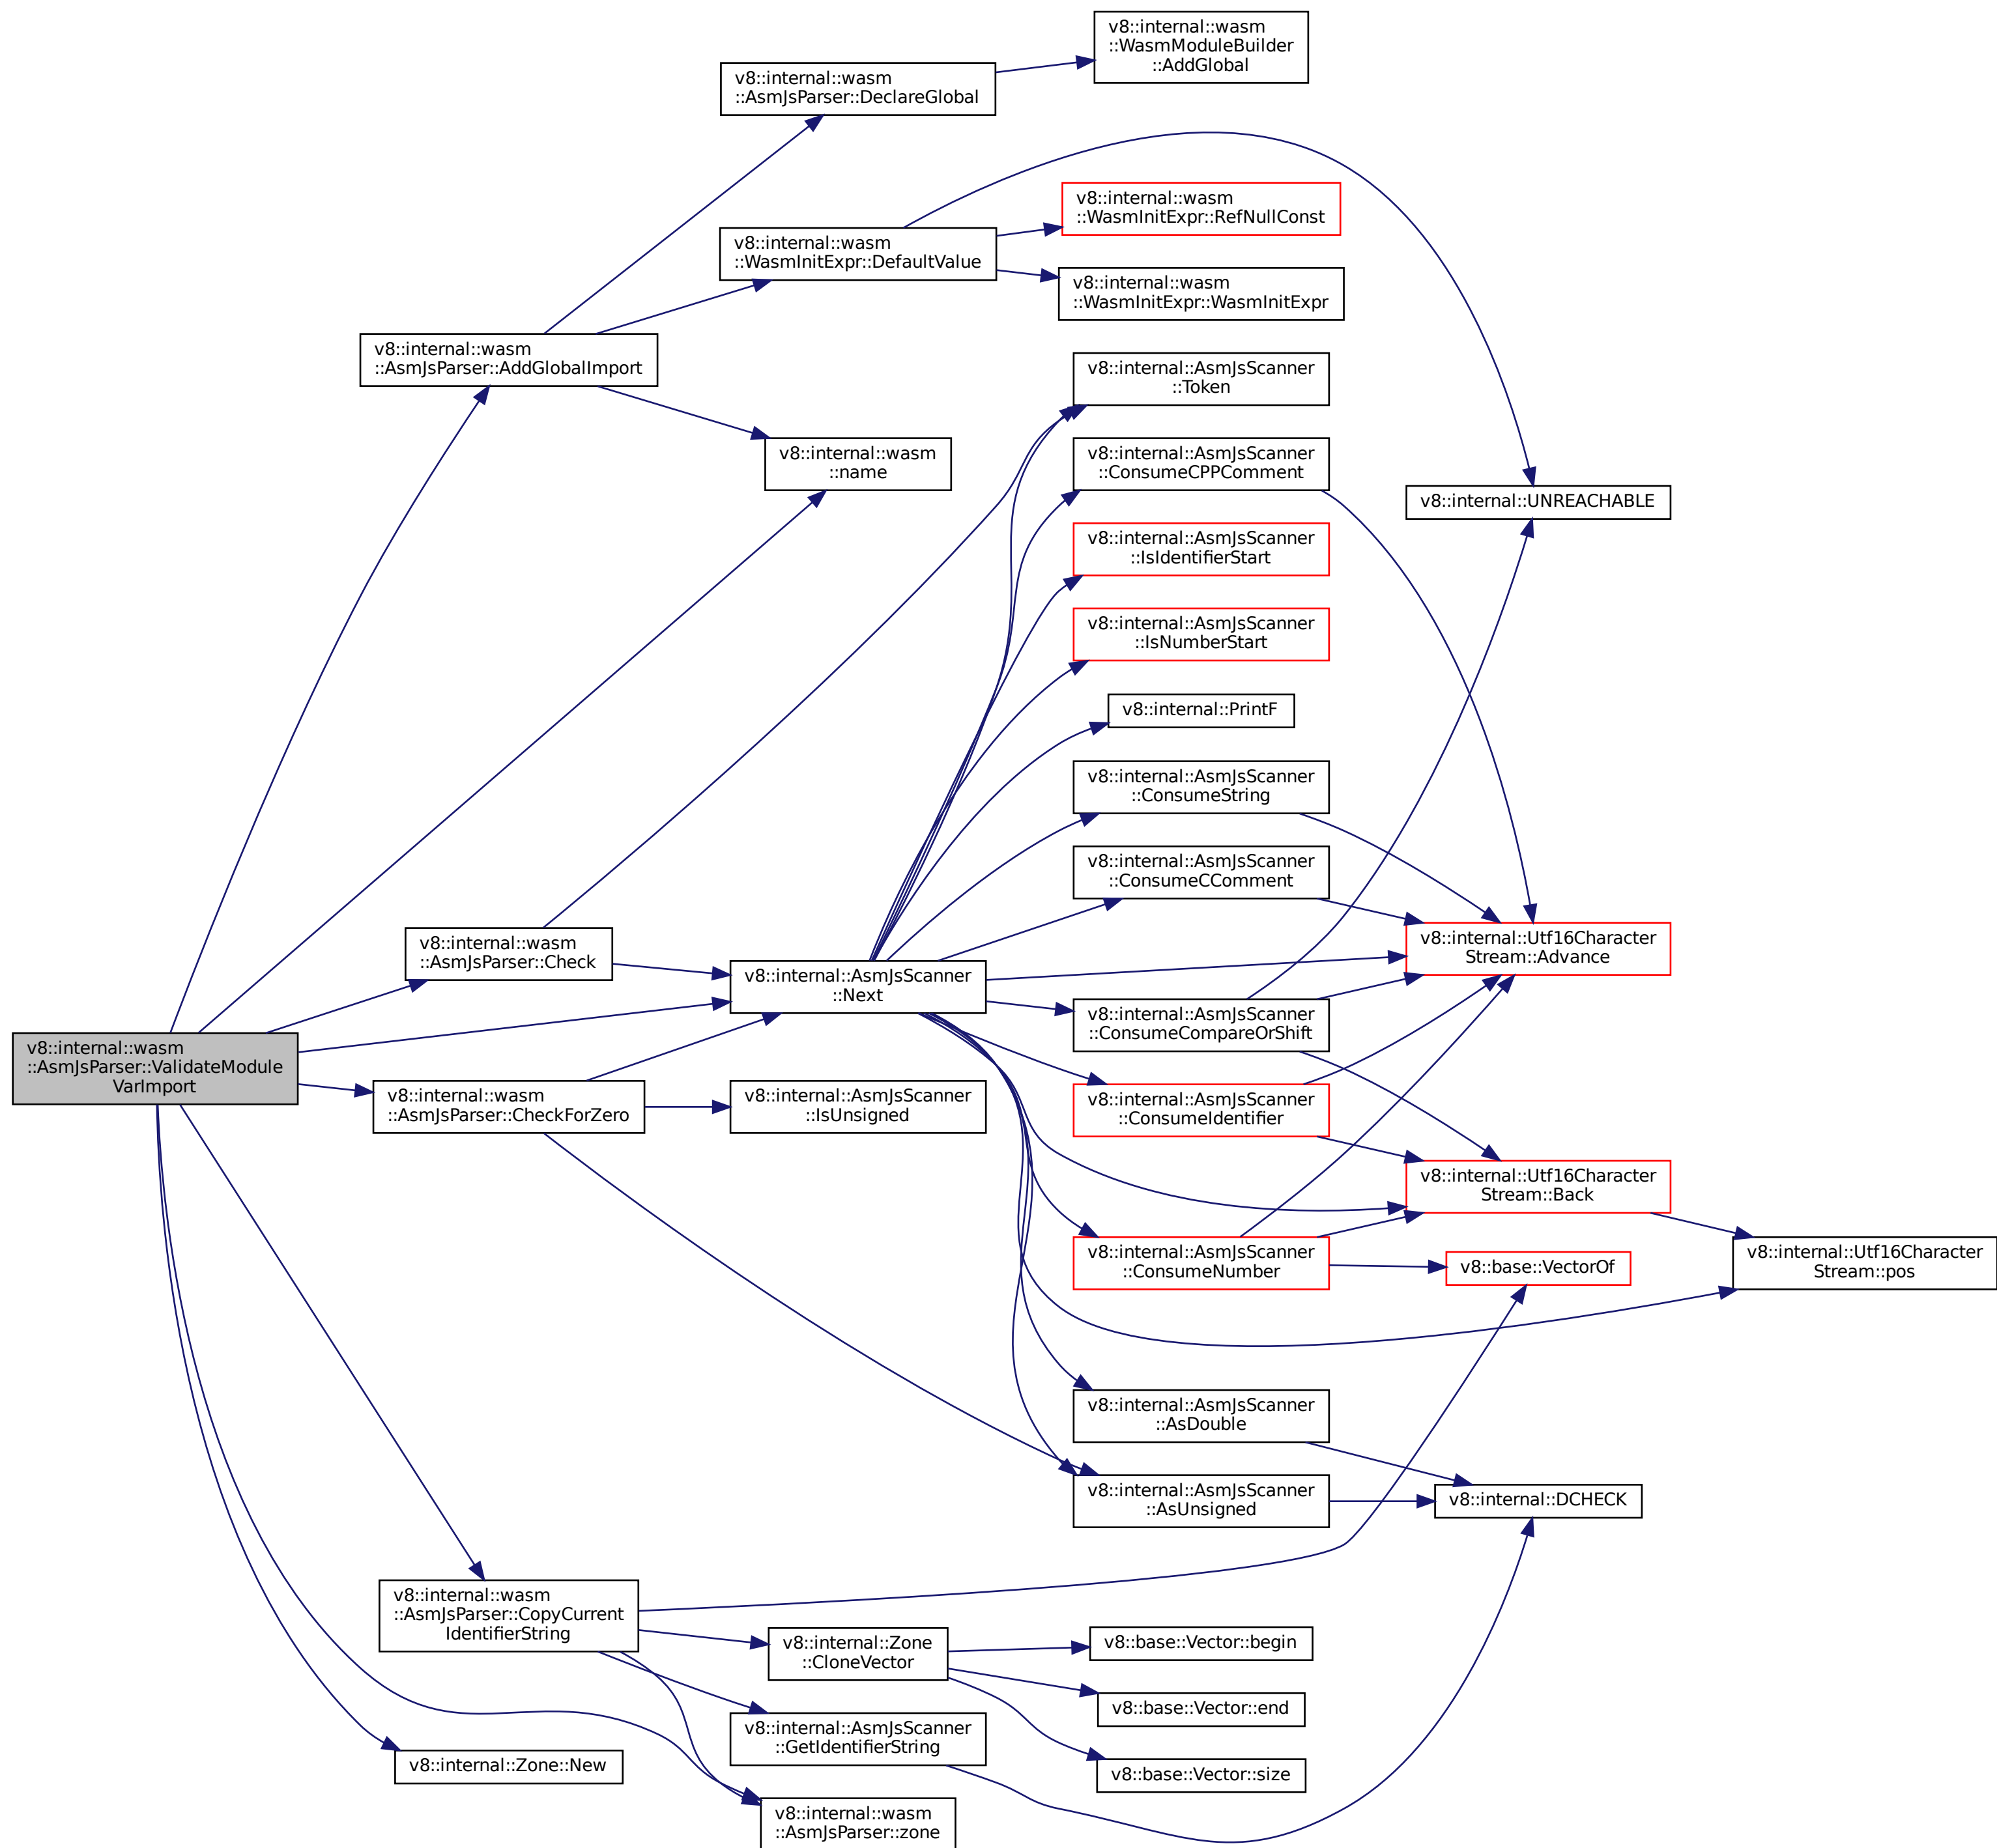 v8::internal::wasm
::WasmModuleBuilder
::AddGlobal
v8::internal::wasm
::AsmJsParser::DeclareGlobal
v8::internal::wasm
::WasmInitExpr::RefNullConst
v8::internal::wasm
::WasmInitExpr::DefaultValue
v8::internal::wasm
::WasmInitExpr::WasmInitExpr
v8::internal::wasm
::AsmJsParser::AddGlobalImport
v8::internal::AsmJsScanner
::Token
v8::internal::wasm
::name
v8::internal::AsmJsScanner
::ConsumeCPPComment
v8::internal::UNREACHABLE
v8::internal::AsmJsScanner
::IsIdentifierStart
v8::internal::AsmJsScanner
::IsNumberStart
v8::internal::PrintF
v8::internal::AsmJsScanner
::ConsumeString
v8::internal::AsmJsScanner
::ConsumeCComment
v8::internal::wasm
::AsmJsParser::Check
v8::internal::Utf16Character
Stream::Advance
v8::internal::AsmJsScanner
::Next
v8::internal::AsmJsScanner
::ConsumeCompareOrShift
v8::internal::wasm
::AsmJsParser::ValidateModule
VarImport
v8::internal::wasm
::AsmJsParser::CheckForZero
v8::internal::AsmJsScanner
::IsUnsigned
v8::internal::AsmJsScanner
::ConsumeIdentifier
v8::internal::Utf16Character
Stream::Back
v8::internal::AsmJsScanner
::ConsumeNumber
v8::base::VectorOf
v8::internal::Utf16Character
Stream::pos
v8::internal::AsmJsScanner
::AsDouble
v8::internal::AsmJsScanner
::AsUnsigned
v8::internal::DCHECK
v8::internal::wasm
::AsmJsParser::CopyCurrent
IdentifierString
v8::internal::Zone
::CloneVector
v8::base::Vector::begin
v8::base::Vector::end
v8::internal::AsmJsScanner
::GetIdentifierString
v8::internal::Zone::New
v8::base::Vector::size
v8::internal::wasm
::AsmJsParser::zone